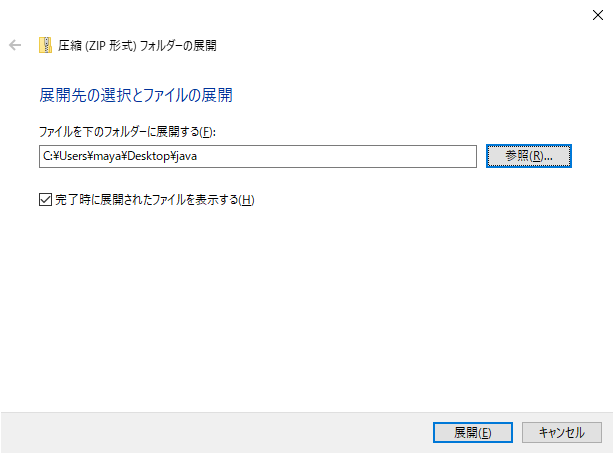 圧縮 (ZIP 形式) フォルダーの展開
展開先の選択とファイルの展開
ファイルを下のフォルダーに展開する(F):
C:¥Users¥maya¥Desktop¥java
参照(R)...
完了時に展開されたファイルを表示する(H)
展開(E)
キャンセル